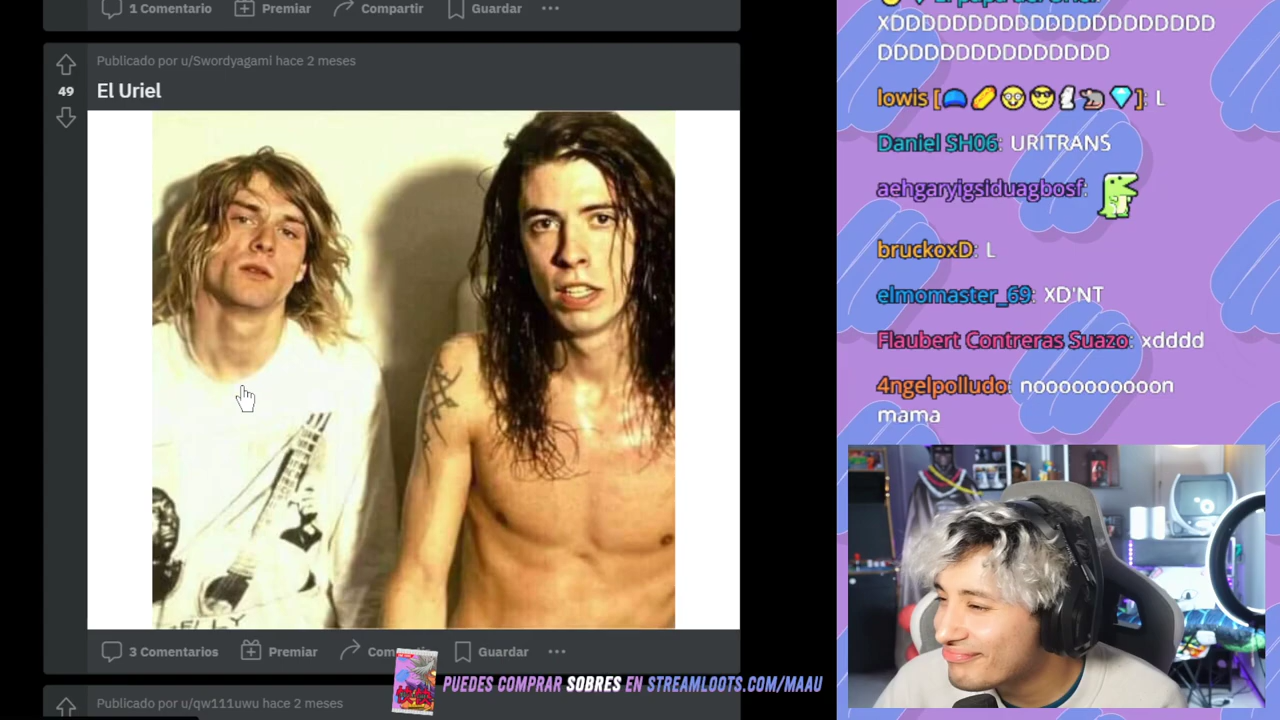 1 Comentario Premiar Compartir Guardar ...
Publicado por u/Swordyagami hace 2 meses
49
El Uriel
3 Comentarios Premiar Guardar ...
Publicado por u/qw111uwu hace 2 meses
XDDDDDDDDDDDDDDDDDDDD
DDDDDDDDDDDDDDD
lowis []: L
Daniel SH06: URITRANS
aehgaryigsiduagbosf:
bruckoxD: L
elmomaster_69: XD'NT
Flaubert Contreras Suazo: xdddd
4ngelpolludo: noooooooooon
mama
PUEDES COMPRAR SOBRES EN STREAMLOOTS.COM/MAAU